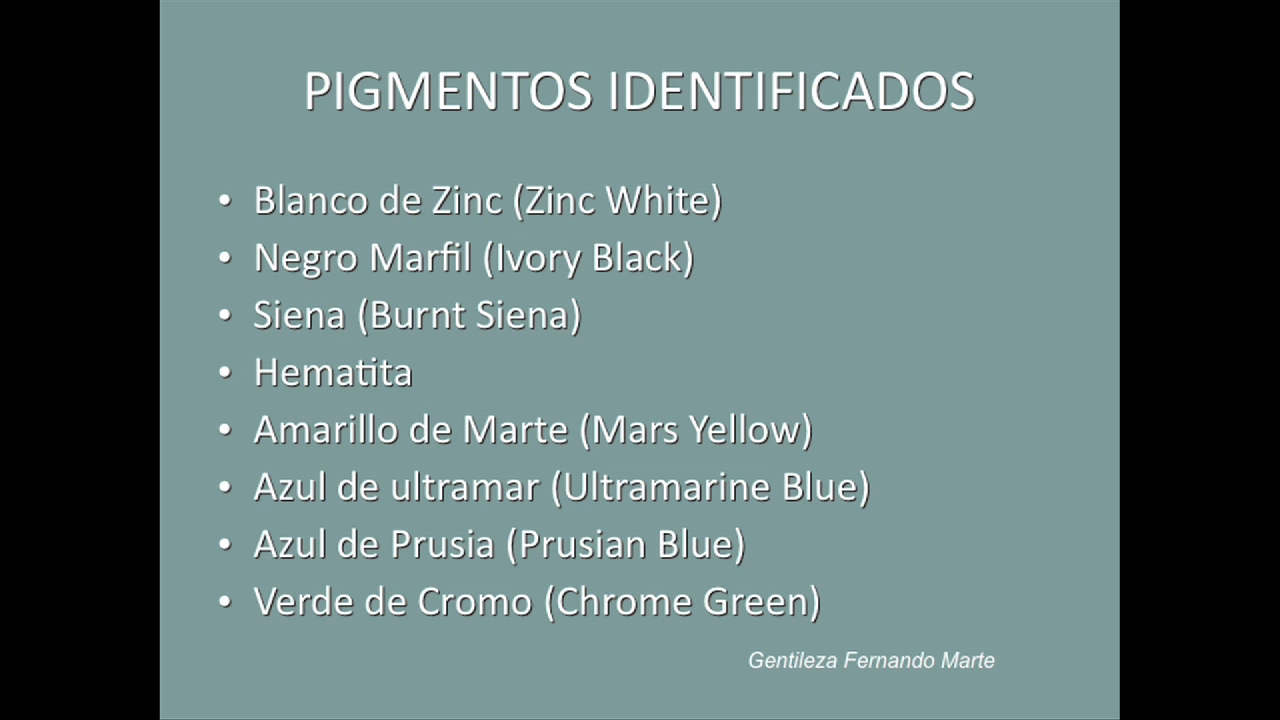 PIGMENTOS IDENTIFICADOS
• Blanco de Zinc (Zinc White)
• Negro Marfil (Ivory Black)
• Siena (Burnt Siena)
• Hematita
• Amarillo de Marte (Mars Yellow)
• Azul de ultramar (Ultramarine Blue)
• Azul de Prusia (Prusian Blue)
• Verde de Cromo (Chrome Green)
Gentileza Fernando Marte